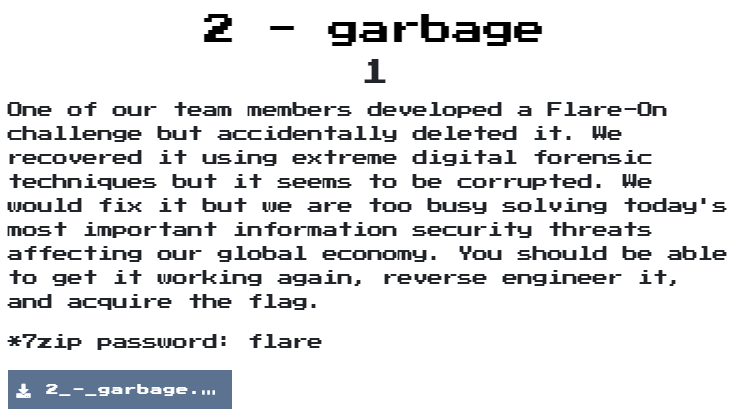 2 - garbage
1
One of our team members developed a Flare-On
challenge but accidentally deleted it. We
recovered it using extreme digital forensic
techniques but it seems to be corrupted. We
would fix it but we are too busy solving today's
most important information security threats
affecting our global economy. You should be able
to get it working again, reverse engineer it,
and acquire the flag.
*7zip password: flare
2_-_garbage.…